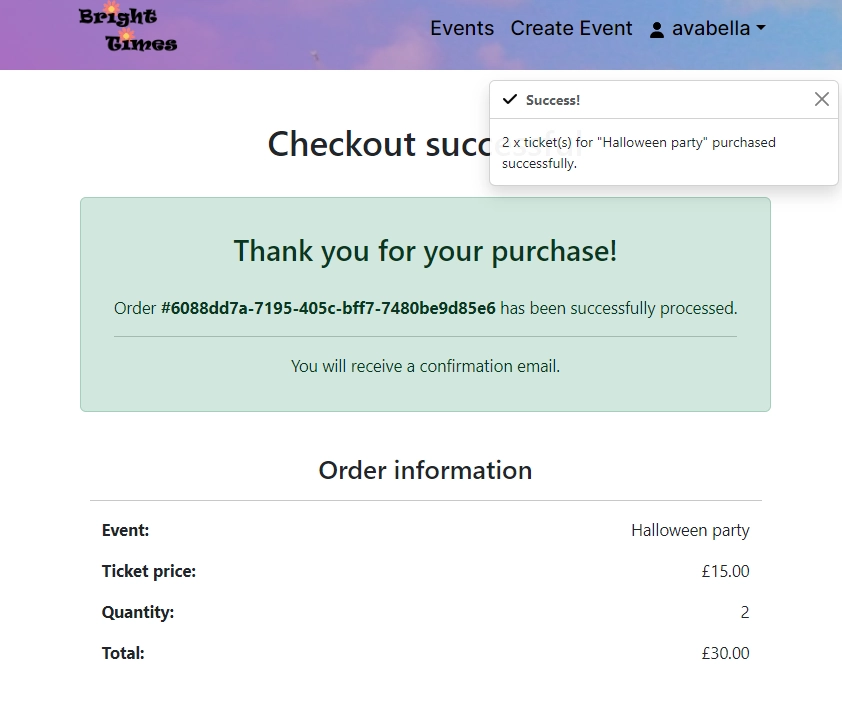 Bright
Times
Events Create Event avabella
Success!
2 x ticket(s) for "Halloween party" purchased
successfully.
Checkout succ
Thank you for your purchase!
Order #6088dd7a-7195-405c-bff7-7480be9d85e6 has been successfully processed.
You will receive a confirmation email.
Order information
Event: Halloween party
Ticket price: £15.00
Quantity: 2
Total: £30.00